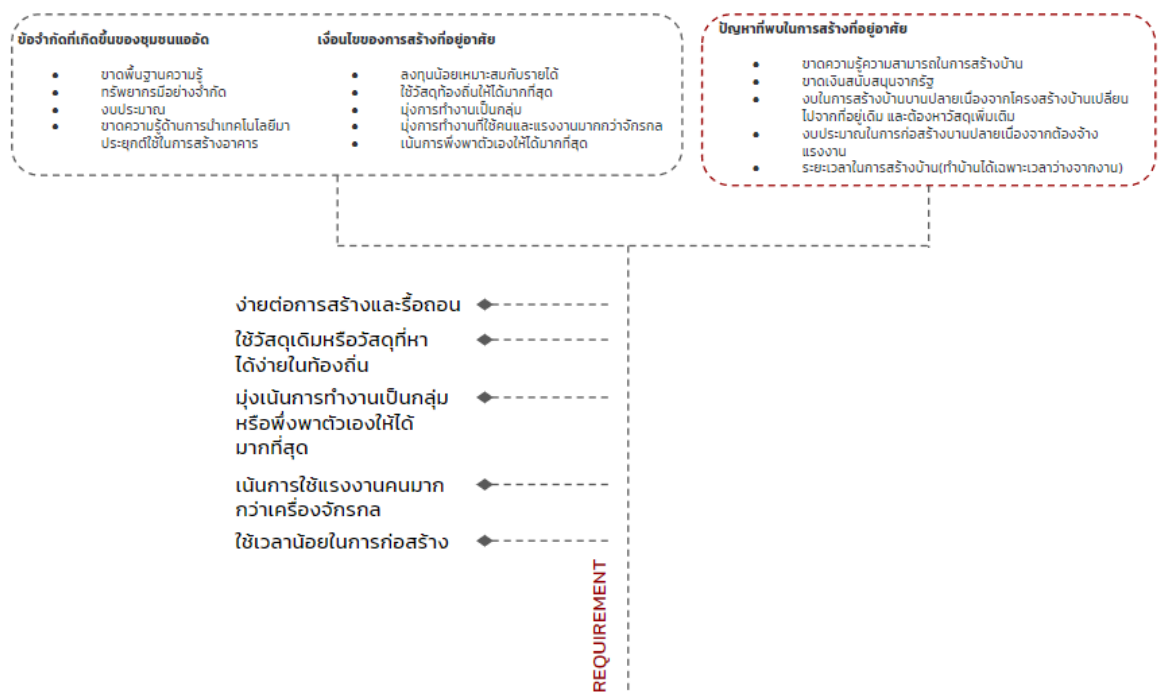 ข้อจำกัดที่เกิดขึ้นของชุมชนแออัด
ขาดพื้นฐานความรู้
ทรัพยากรมีอย่างจำกัด
งบประมาณ
ขาดความรู้ด้านการนำเทคโนโลยีมา
ประยุกต์ใช้ในการสร้างอาคาร
เงื่อนไขของการสร้างที่อยู่อาศัย
ลงทุนน้อยเหมาะสมกับรายได้
ใช้วัสดุท้องถิ่นให้ได้มากที่สุด
มุ่งการทำงานเป็นกลุ่ม
มุ่งการทำงานที่ใช้คนและแรงงานมากกว่าจักรกล
เน้นการพึ่งพาตัวเองให้ได้มากที่สุด
ปัญหาที่พบในการสร้างที่อยู่อาศัย
ขาดความรู้ความสามารถในการสร้างบ้าน
ขาดเงินสนับสนุนจากรัฐ
งบในการสร้างบ้านบานปลายเนื่องจากโครงสร้างบ้านเปลี่ยน
ไปจากที่อยู่เดิม และต้องหาวัสดุเพิ่มเติม
งบประมาณในการก่อสร้างบานปลายเนื่องจากต้องจ้าง
แรงงาน
ระยะเวลาในการสร้างบ้าน(ทำบ้านได้เฉพาะเวลาว่างจากงาน)
ง่ายต่อการสร้างและรื้อถอน
ใช้วัสดุเดิมหรือวัสดุที่หา
ได้ง่ายในท้องถิ่น
มุ่งเน้นการทำงานเป็นกลุ่ม
หรือพึ่งพาตัวเองให้ได้
มากที่สุด
เน้นการใช้แรงงานคนมาก
กว่าเครื่องจักรกล
ใช้เวลาน้อยในการก่อสร้าง
REQUIREMENT